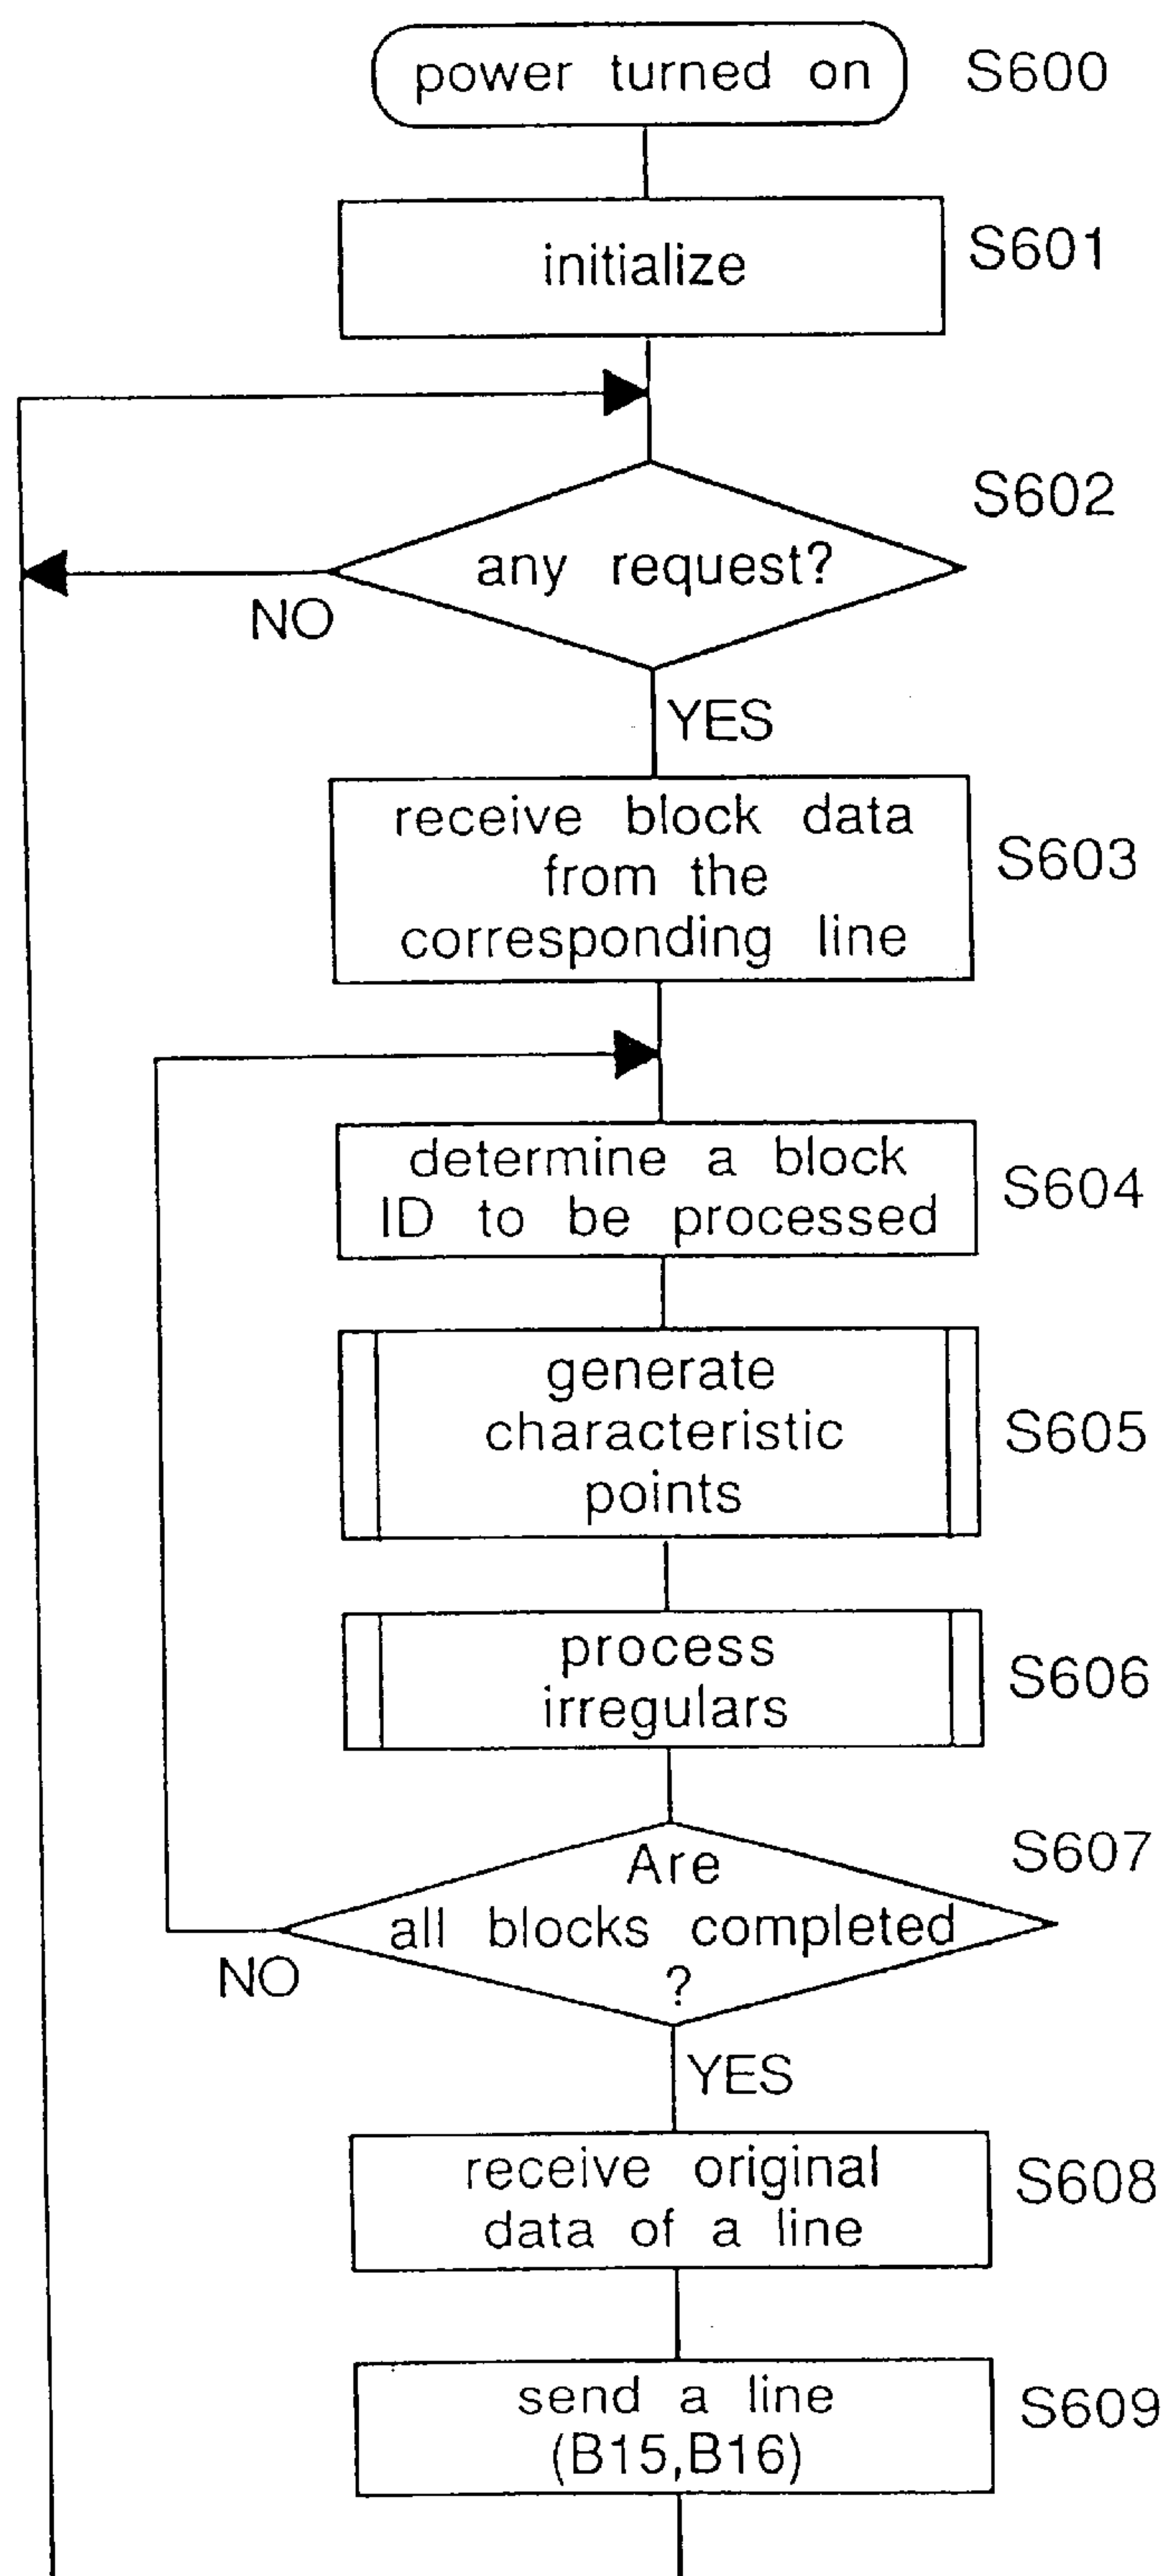 power turned on S600
initialize S601
any request? S602
NO
YES
receive block data
from the
corresponding line
S603
determine a block
ID to be processed
S604
generate
characteristic
points
S605
process
irregulars
S606
Are
all blocks completed
?
S607
NO
YES
receive original
data of a line
S608
send a line
(B15,B16)
S609